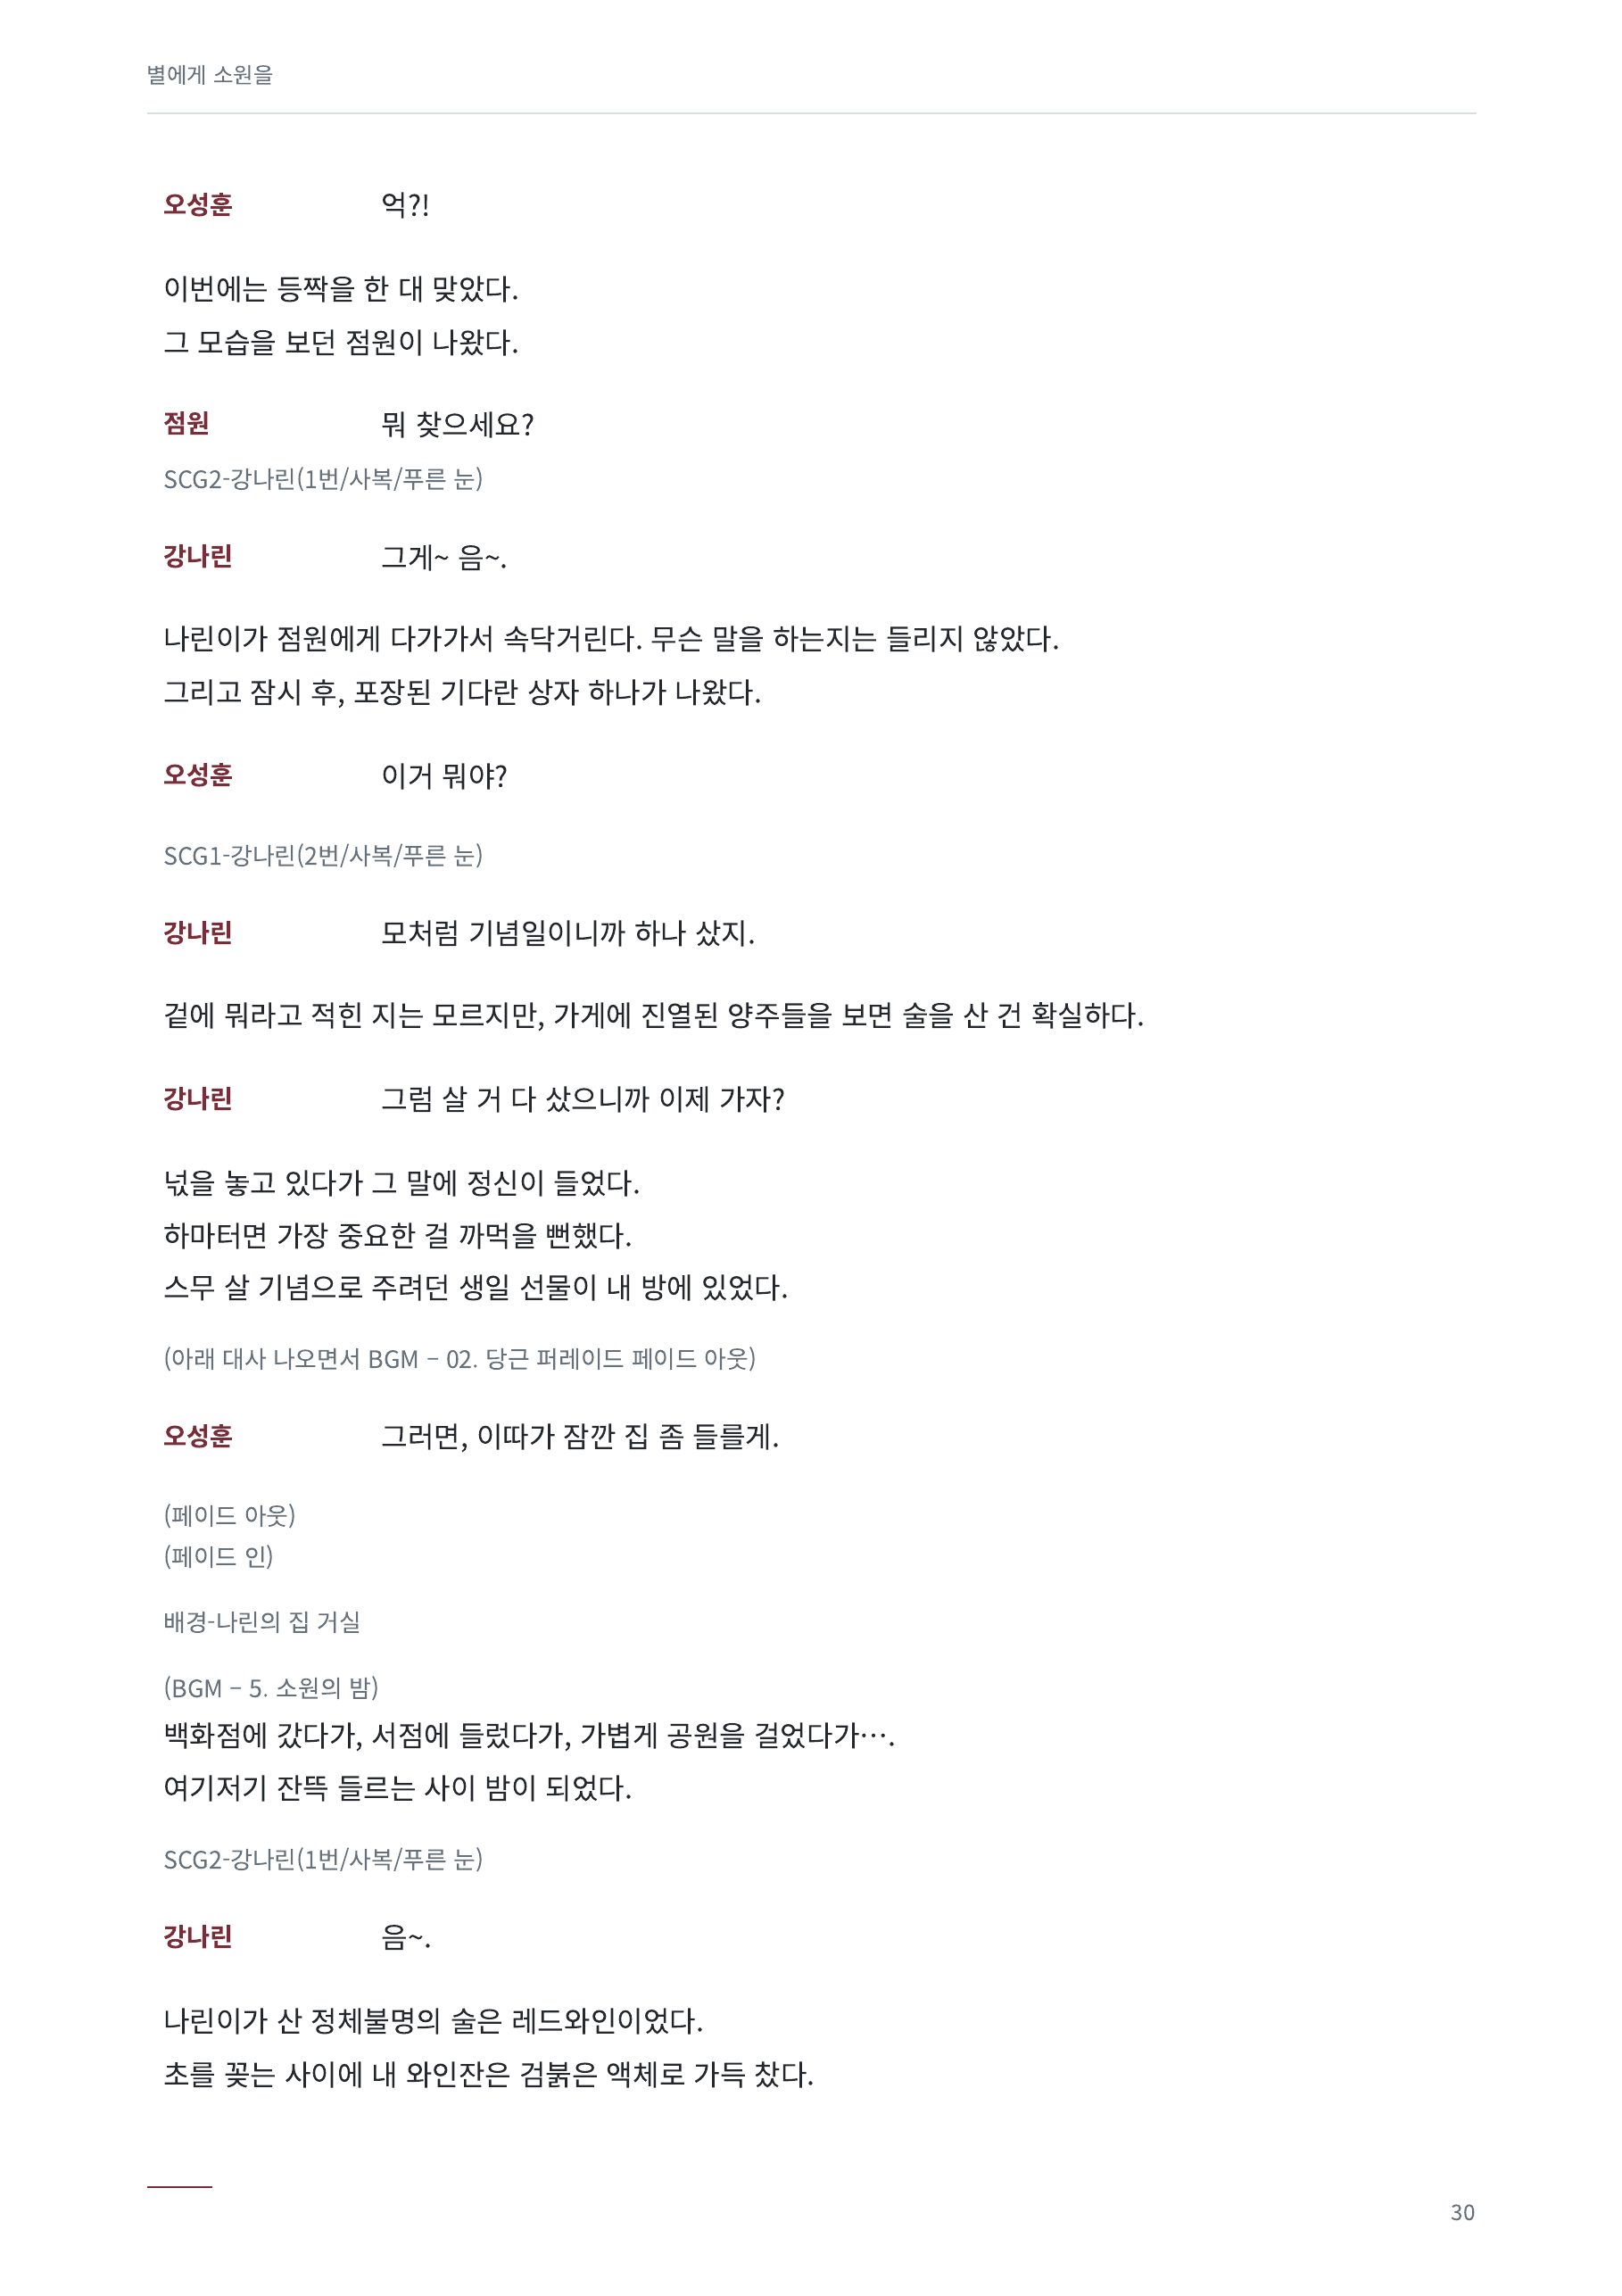 별에게 소원을
오성훈 억?!
이번에는 등짝을 한 대 맞았다.
그 모습을 보던 점원이 나왔다.
점원 뭐 찾으세요?
SCG2-강나린(1번/사복/푸른 눈)
강나린 그게~ 음~.
나린이가 점원에게 다가가서 속닥거린다. 무슨 말을 하는지는 들리지 않았다.
그리고 잠시 후, 포장된 기다란 상자 하나가 나왔다.
오성훈 이거 뭐야?
SCG1-강나린(2번/사복/푸른 눈)
강나린 모처럼 기념일이니까 하나 샀지.
겉에 뭐라고 적힌 지는 모르지만, 가게에 진열된 양주들을 보면 술을 산 건 확실하다.
강나린 그럼 살 거 다 샀으니까 이제 가자?
넋을 놓고 있다가 그 말에 정신이 들었다.
하마터면 가장 중요한 걸 까먹을 뻔했다.
스무 살 기념으로 주려던 생일 선물이 내 방에 있었다.
(아래 대사 나오면서 BGM – 02. 당근 퍼레이드 페이드 아웃)
오성훈 그러면, 이따가 잠깐 집 좀 들를게.
(페이드 아웃)
(페이드 인)
배경-나린의 집 거실
(BGM – 5. 소원의 밤)
백화점에 갔다가, 서점에 들렀다가, 가볍게 공원을 걸었다가⋯.
여기저기 잔뜩 들르는 사이 밤이 되었다.
SCG2-강나린(1번/사복/푸른 눈)
강나린 음~.
나린이가 산 정체불명의 술은 레드와인이었다.
초를 꽂는 사이에 내 와인잔은 검붉은 액체로 가득 찼다.
30